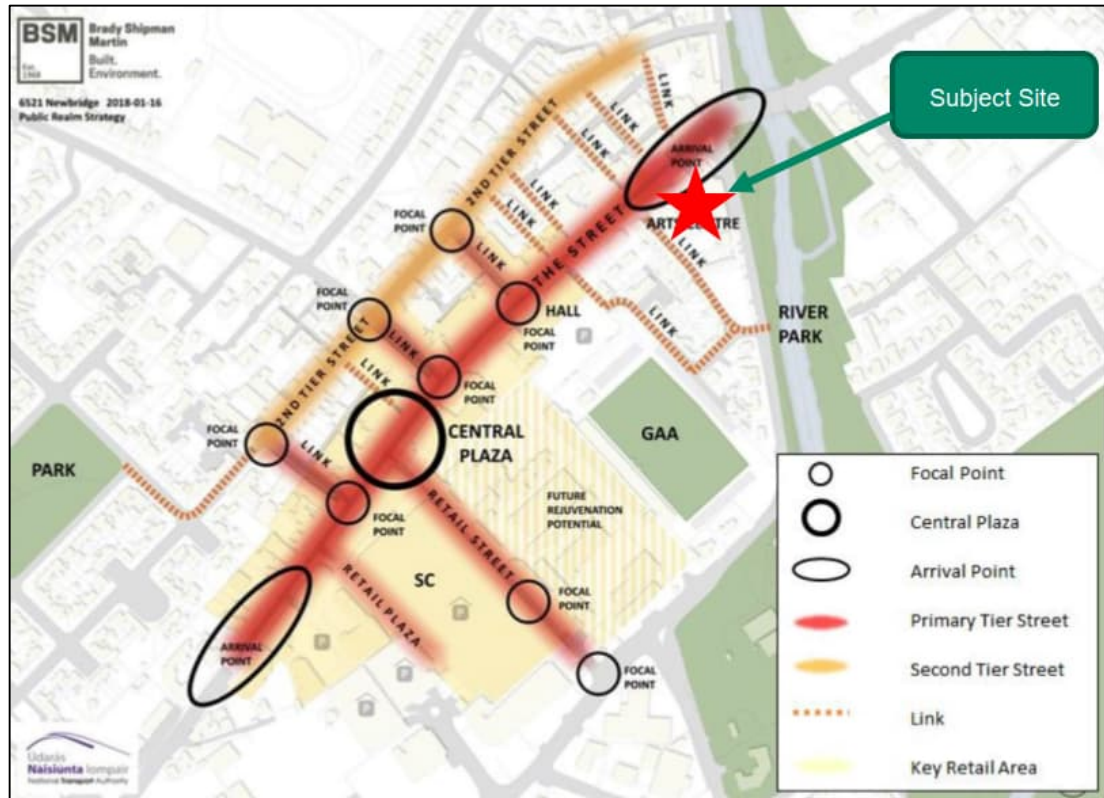 BSM
Est.
1968
Brady Shipman
Martin
Built.
Environment.
6521 Newbridge 2018-01-16
Public Realm Strategy
Subject Site
LINK
LINK
LINK
LINK
LINK
2ND TIER STREET
ARRIVAL
POINT
ARTS CENTRE
FOCAL
POINT
LINK
THE STREET
LINK
LINK
HALL
FOCAL
POINT
P
RIVER
PARK
FOCAL
POINT
LINK
2ND TIER STREET
LINK
FOCAL
POINT
CENTRAL
PLAZA
GAA
FOCAL
POINT
LINK
PARK
FOCAL
POINT
RETAIL STREET
FUTURE
REJUVENATION
POTENTIAL
SC
RETAIL PLAZA
FOCAL
POINT
P
P
P
P
ARRIVAL
POINT
FOCAL
POINT
Focal Point
Central Plaza
Arrival Point
Primary Tier Street
Second Tier Street
Link
Key Retail Area
Údarás
Náisiúnta Iompair
National Transport Authority